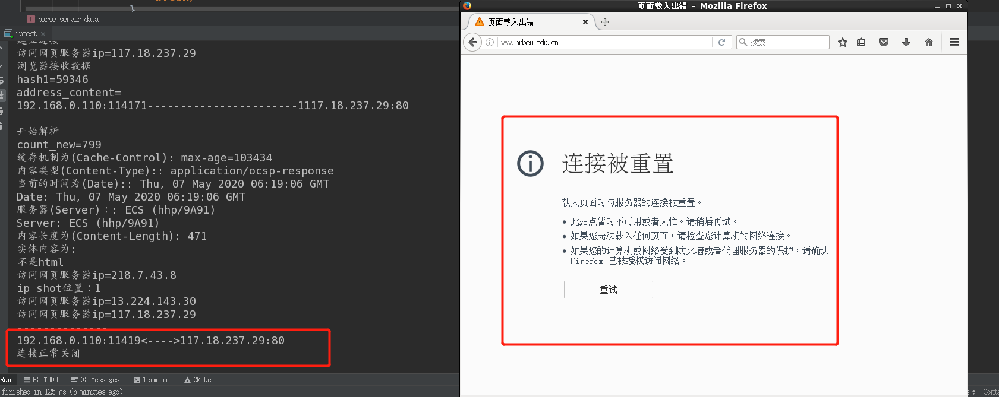 }
parse_server_data
iptest
建立连接
访问网页服务器ip=117.18.237.29
浏览器接收数据
hash1=59346
address_content=
192.168.0.110:114171-----------------------1117.18.237.29:80
开始解析
count_new=799
缓存机制为(Cache-Control): max-age=103434
内容类型(Content-Type):: application/ocsp-response
当前的时间为(Date):: Thu, 07 May 2020 06:19:06 GMT
Date: Thu, 07 May 2020 06:19:06 GMT
服务器(Server)：: ECS (hhp/9A91)
Server: ECS (hhp/9A91)
内容长度为(Content-Length): 471
实体内容为:
不是html
访问网页服务器ip=218.7.43.8
ip shot位置：1
访问网页服务器ip=13.224.143.30
访问网页服务器ip=117.18.237.29
--------------
192.168.0.110:11419<---->117.18.237.29:80
连接正常关闭
Run 6: TODO 0: Messages Terminal CMake
finished in 125 ms (5 minutes ago)
页面载入出错 - Mozilla Firefox
页面载入出错
www.hrbeu.edu.cn
搜索
连接被重置
载入页面时与服务器的连接被重置。
此站点暂时不可用或者太忙。请稍后再试。
如果您无法载入任何页面，请检查您计算机的网络连接。
如果您的计算机或网络受到防火墙或者代理服务器的保护，请确认
Firefox 已被授权访问网络。
重试